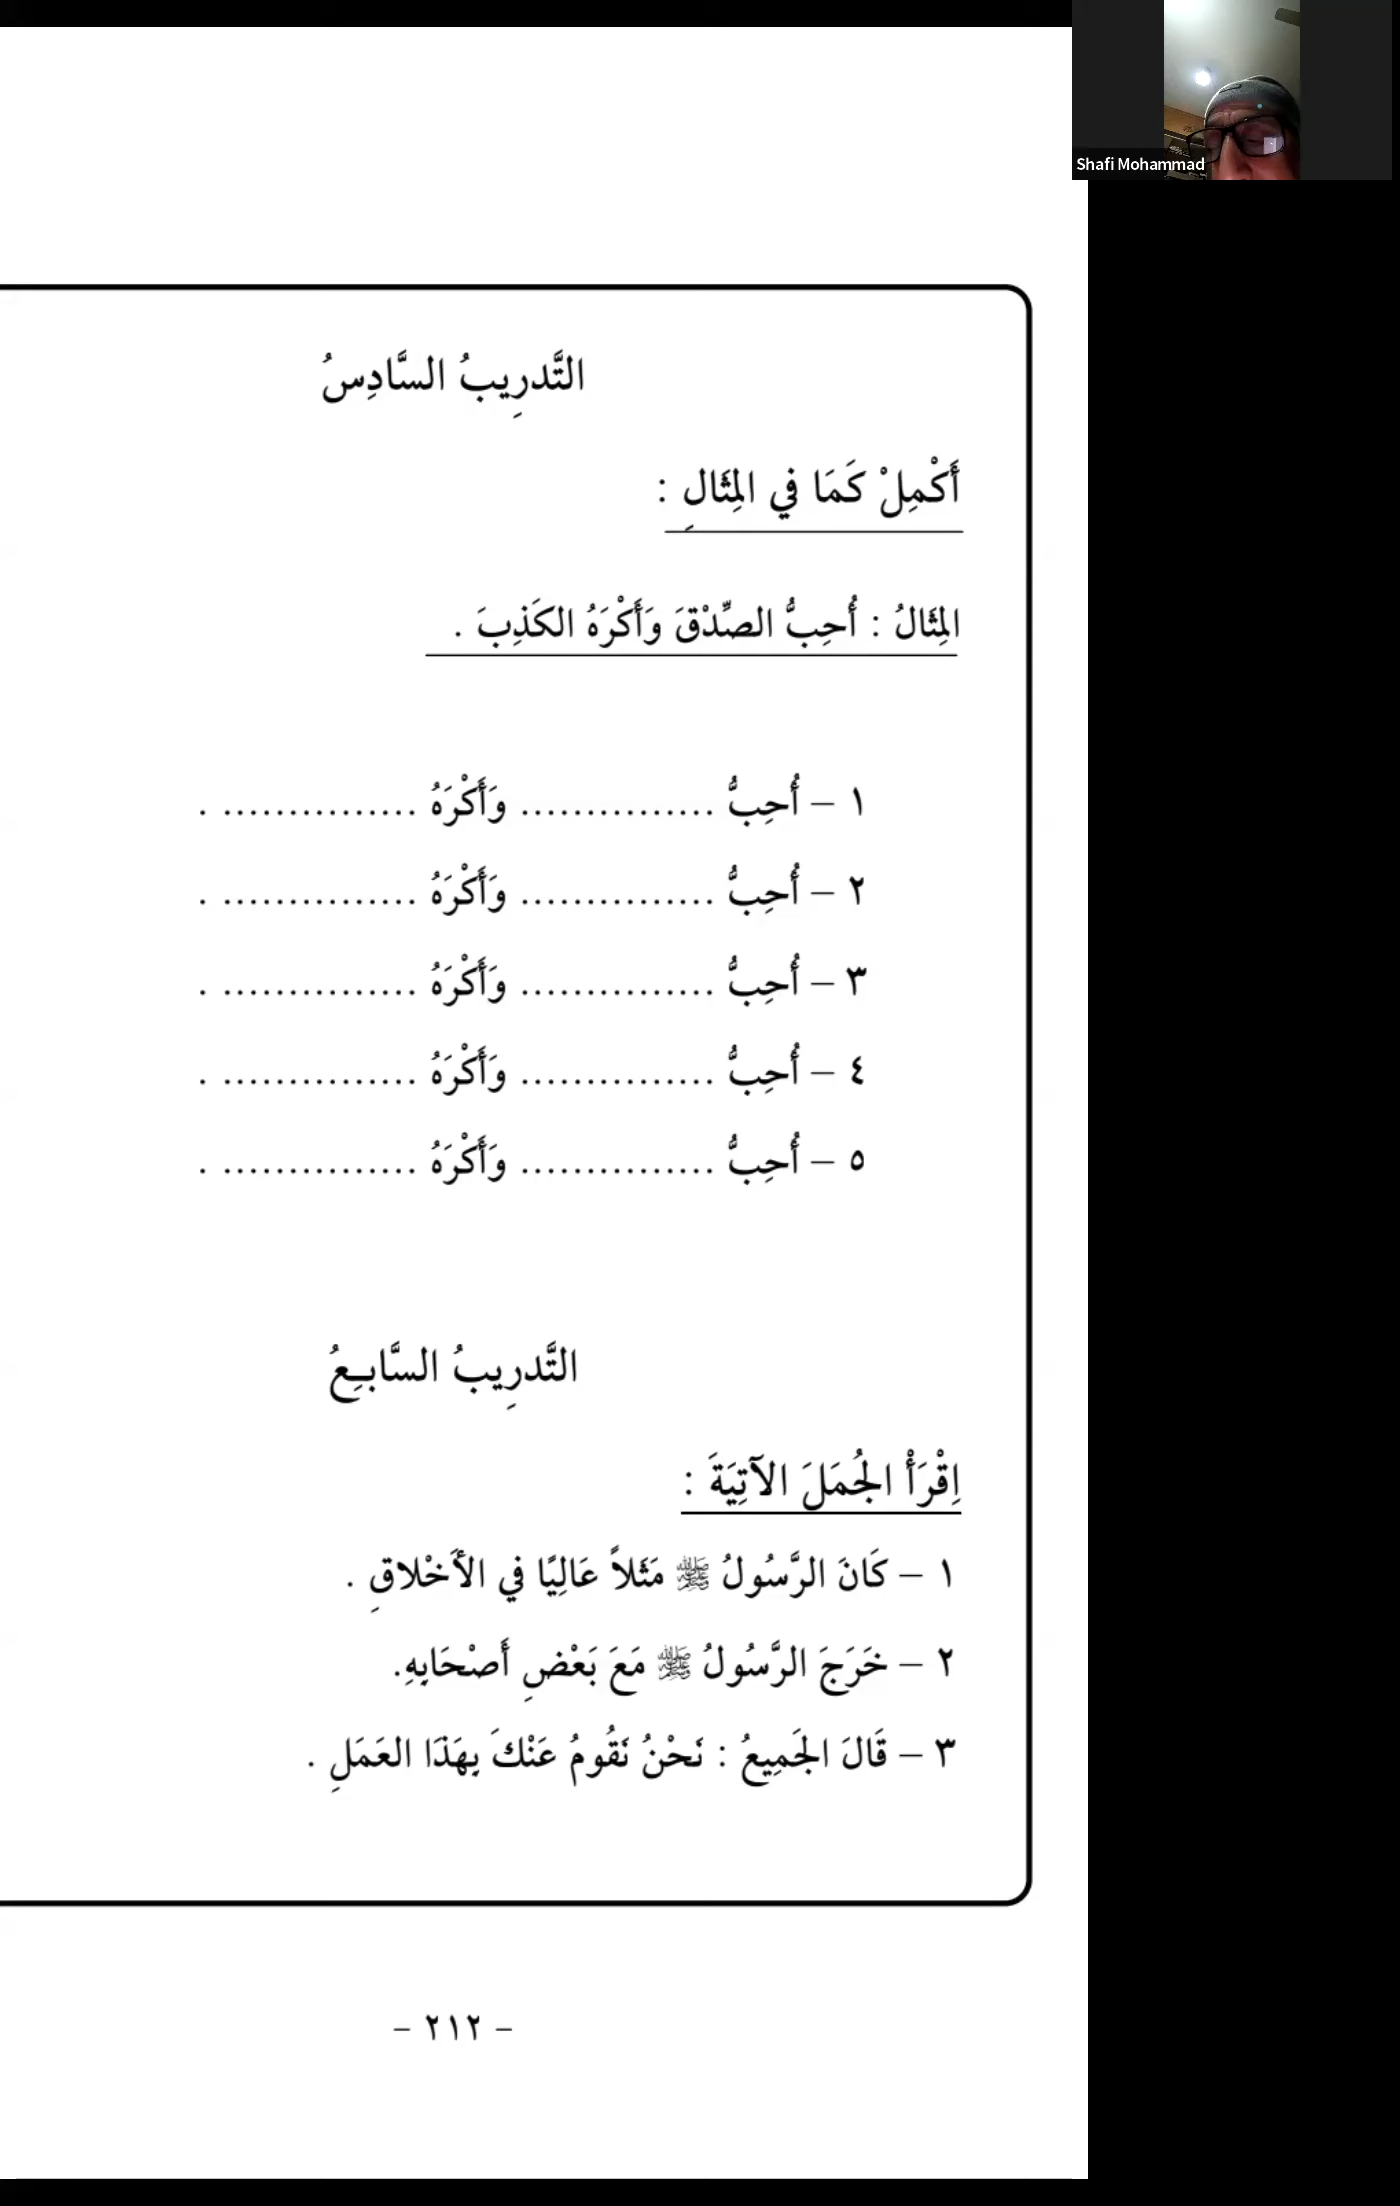 Shafi Mohammad
التَّدرِيبُ السَّادِسُ
أَكْمِلْ كَمَا في المِثَالِ :
المِثَالُ : أُحِبُّ الصِّدْقَ وَأَكْرَهُ الكَذِبَ .
١ – أُحِبُّ ............... وَأَكْرَهُ ............... .
٢ – أُحِبُّ ............... وَأَكْرَهُ ............... .
٣ – أُحِبُّ ............... وَأَكْرَهُ ............... .
٤ – أُحِبُّ ............... وَأَكْرَهُ ............... .
٥ – أُحِبُّ ............... وَأَكْرَهُ ............... .
التَّدرِيبُ السَّابِعُ
اِقْرَأْ الجُمَلَ الآتِيَةَ :
١ – كَانَ الرَّسُولُ ﷺ مَثَلاً عَالِيًا في الأَخْلاقِ .
٢ – خَرَجَ الرَّسُولُ ﷺ مَعَ بَعْضِ أَصْحَابِهِ.
٣ – قَالَ الجَمِيعُ : نَحْنُ نَقُومُ عَنْكَ بِهَذَا العَمَلِ .
- ٢١٢ -